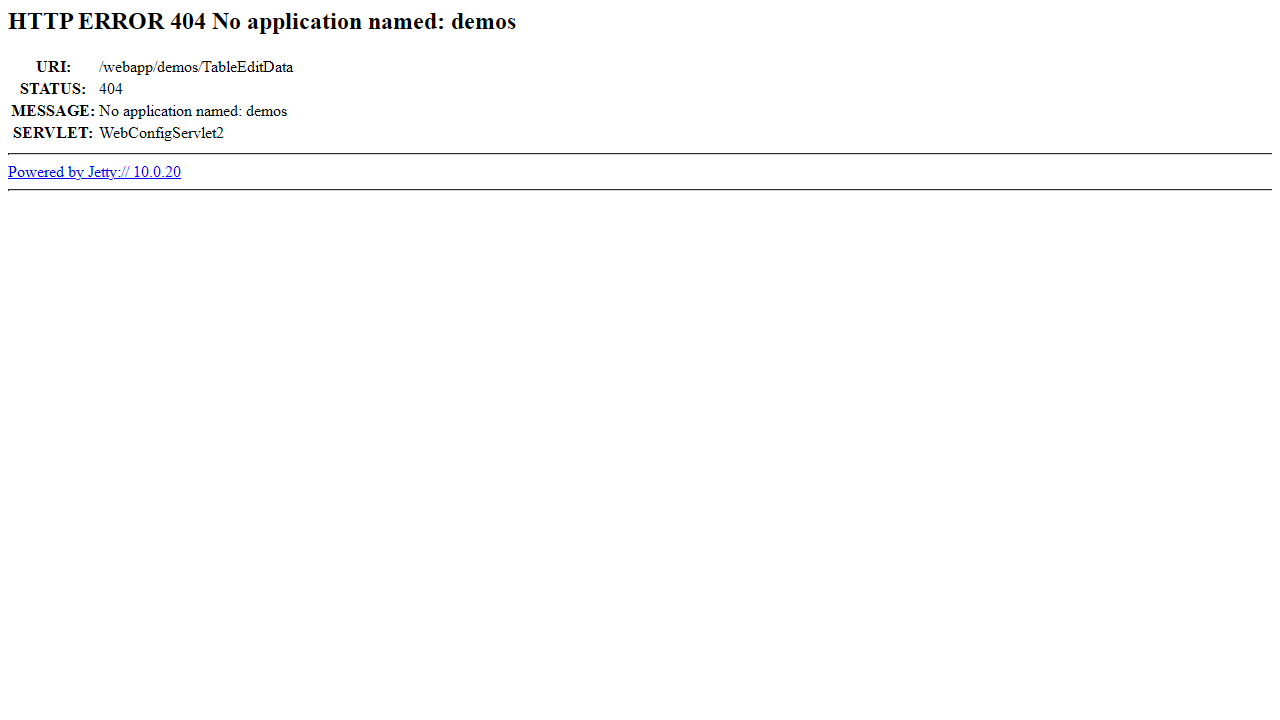 HTTP ERROR 404 No application named: demos
URI: /webapp/demos/TableEditData
STATUS: 404
MESSAGE: No application named: demos
SERVLET: WebConfigServlet2
Powered by Jetty:// 10.0.20